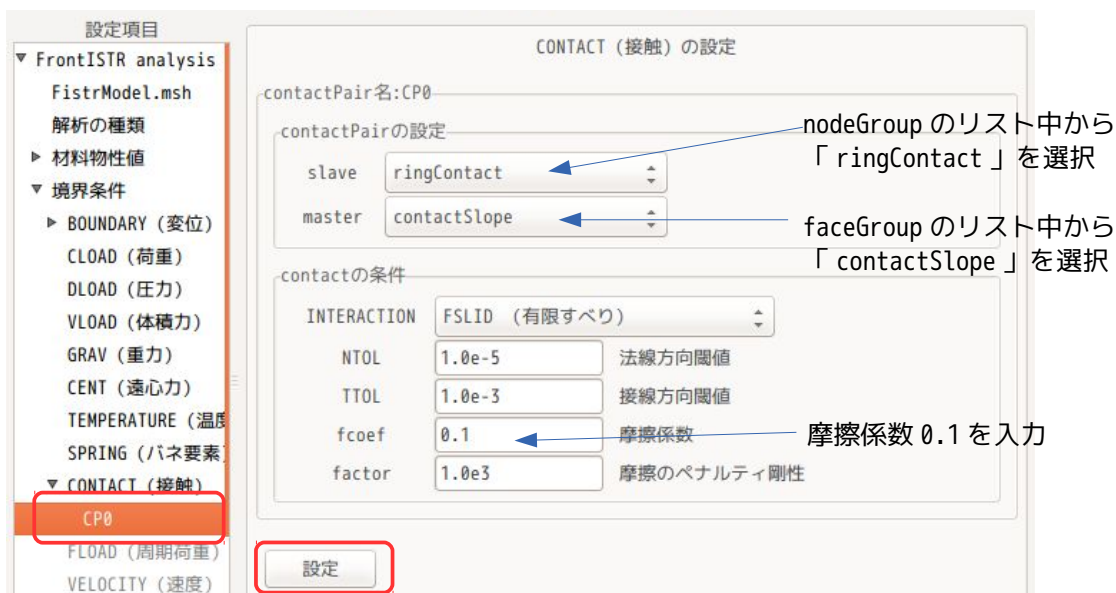 設定項目
▼ FrontISTR analysis
FistrModel.msh
解析の種類
▶ 材料物性値
▼ 境界条件
▶ BOUNDARY (変位)
CLOAD (荷重)
DLOAD (圧力)
VLOAD (体積力)
GRAV (重力)
CENT (遠心力)
TEMPERATURE (温度
SPRING (バネ要素)
▼ CONTACT (接触)
CP0
FLOAD (周期荷重)
VELOCITY (速度)
CONTACT (接触) の設定
contactPair名:CP0
contactPairの設定
slave ringContact
master contactSlope
contactの条件
INTERACTION FSLID (有限すべり)
NTOL 1.0e-5 法線方向閾値
TTOL 1.0e-3 接線方向閾値
fcoef 0.1 摩擦係数
factor 1.0e3 摩擦のペナルティ剛性
設定
nodeGroup のリスト中から
「 ringContact 」を選択
faceGroup のリスト中から
「 contactSlope 」を選択
摩擦係数 0.1 を入力